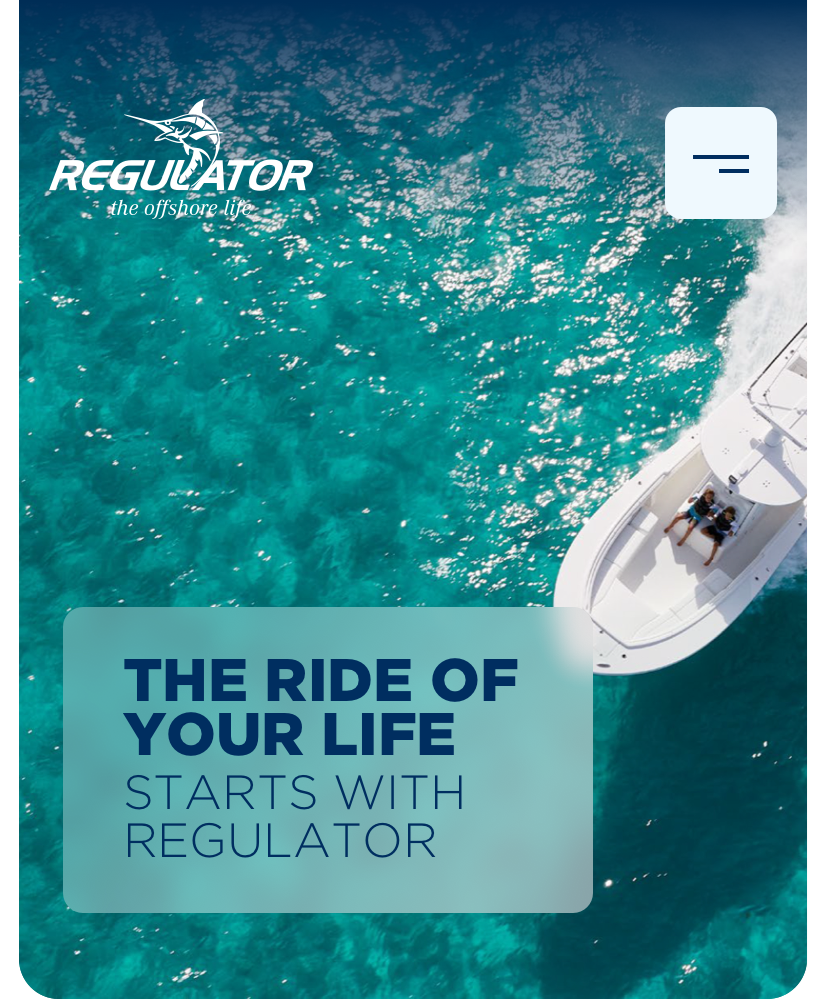 REGULATOR
the offshore life
THE RIDE OF
YOUR LIFE
STARTS WITH
REGULATOR